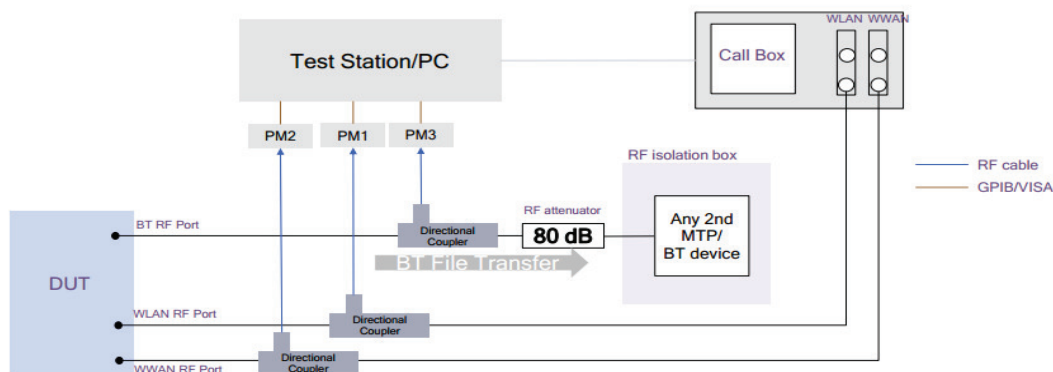 WLAN WWAN
Test Station/PC
Call Box
PM2
PM1
PM3
RF isolation box
RF cable
GPIB/VISA
BT RF Port
RF attenuator
Directional
Coupler
80 dB
Any 2nd
MTP/
BT device
BT File Transfer
DUT
WLAN RF Port
Directional
Coupler
WWAN RF Port
Directional
Coupler